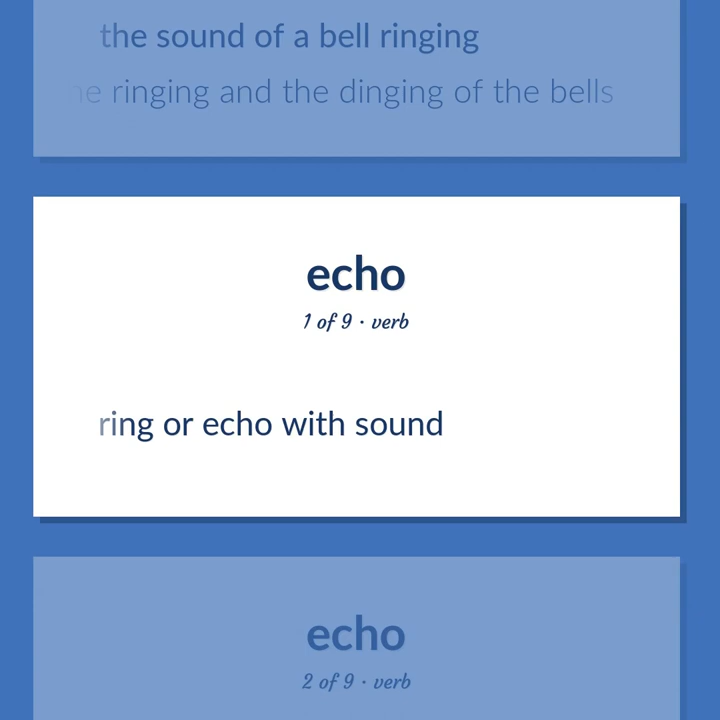 the sound of a bell ringing
ringing and the dinging of the bells
echo
1 of 9 · verb
ring or echo with sound
echo
2 of 9 · verb